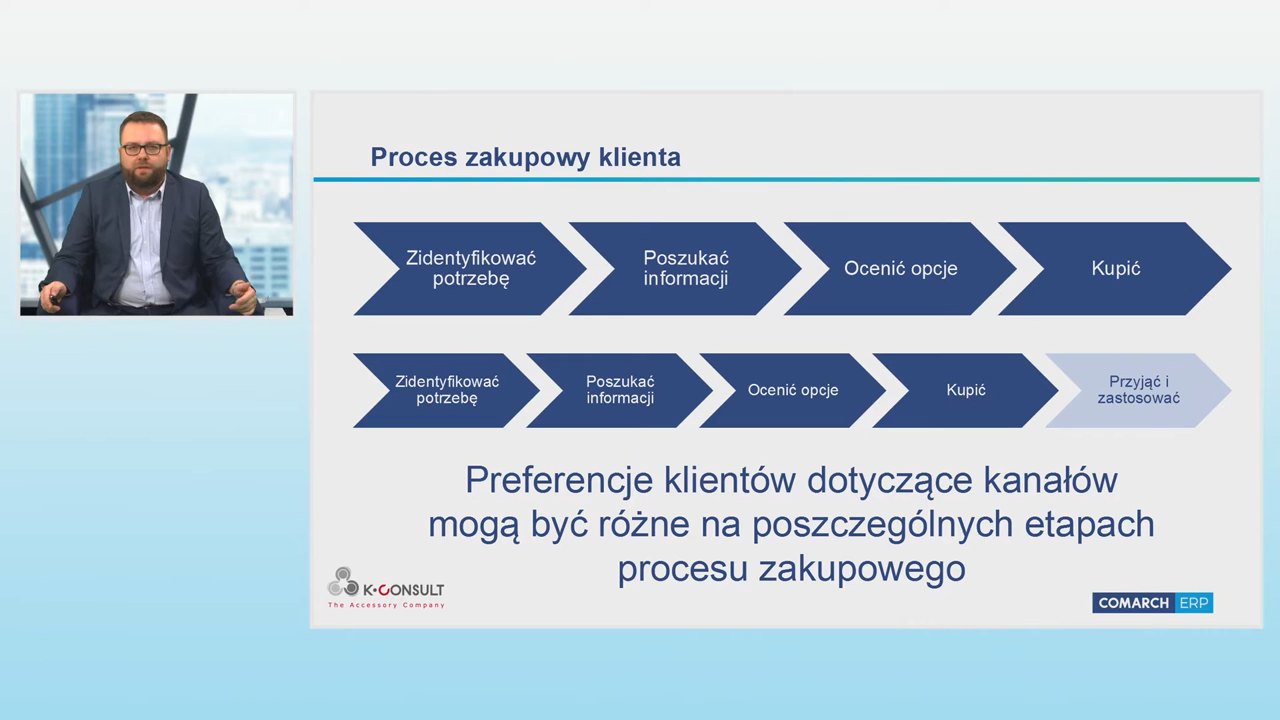 Proces zakupowy klienta
Zidentyfikować
potrzebę
Poszukać
informacji
Ocenić opcje
Kupić
Zidentyfikować
potrzebę
Poszukać
informacji
Ocenić opcje
Kupić
Przyjąć i
zastosować
Preferencje klientów dotyczące kanałów
mogą być różne na poszczególnych etapach
procesu zakupowego
K·CONSULT
The Accessory Company
COMARCH ERP